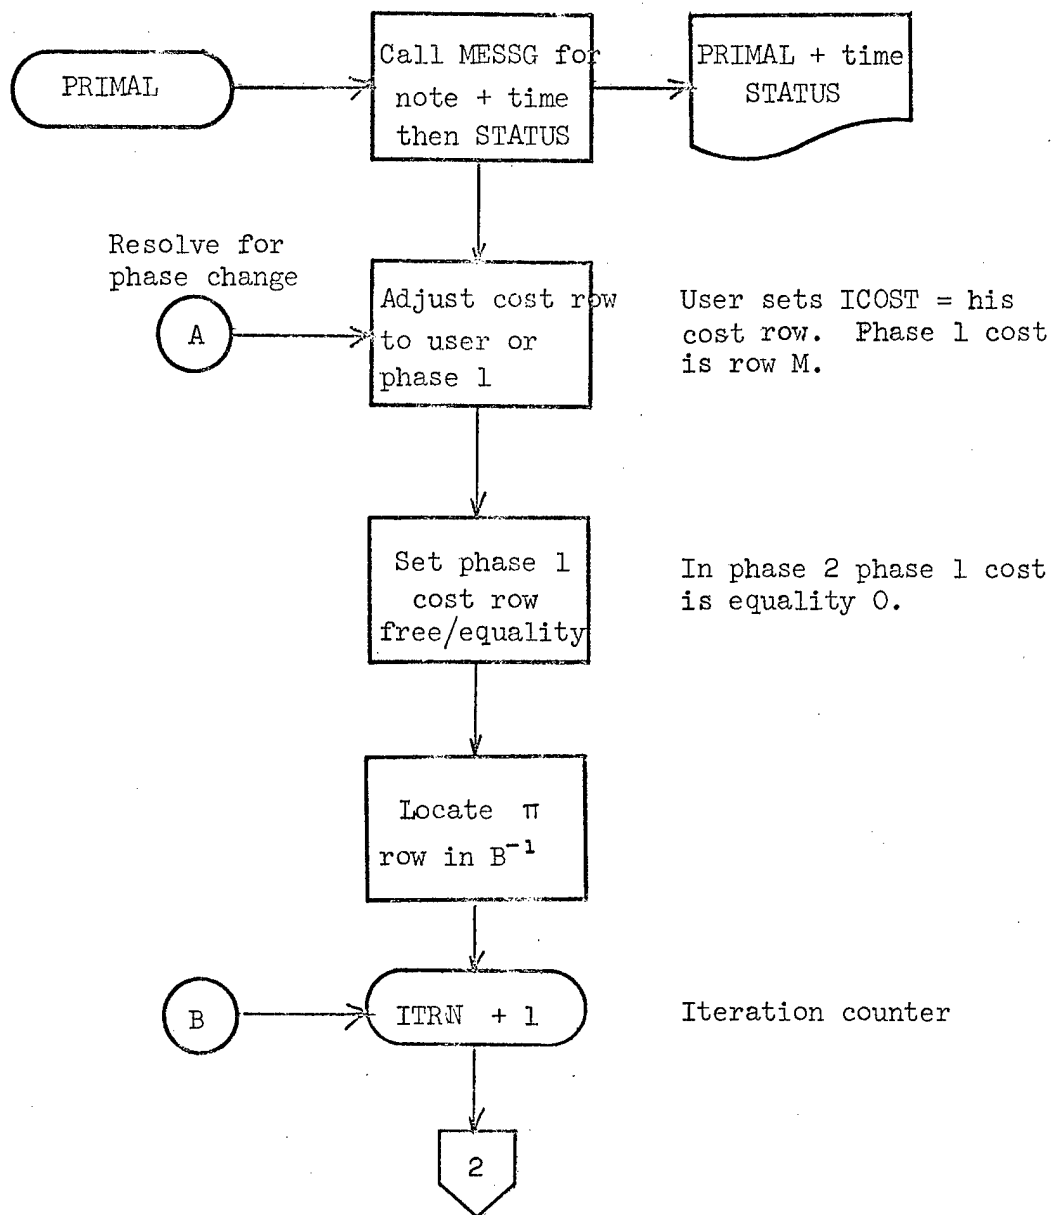 PRIMAL
Call MESSG for
note + time
then STATUS
PRIMAL + time
STATUS
Resolve for
phase change
A
Adjust cost row
to user or
phase 1
User sets ICOST = his
cost row. Phase 1 cost
is row M.
Set phase 1
cost row
free/equality
In phase 2 phase 1 cost
is equality 0.
Locate π
row in B⁻¹
B
ITRN + 1
Iteration counter
2